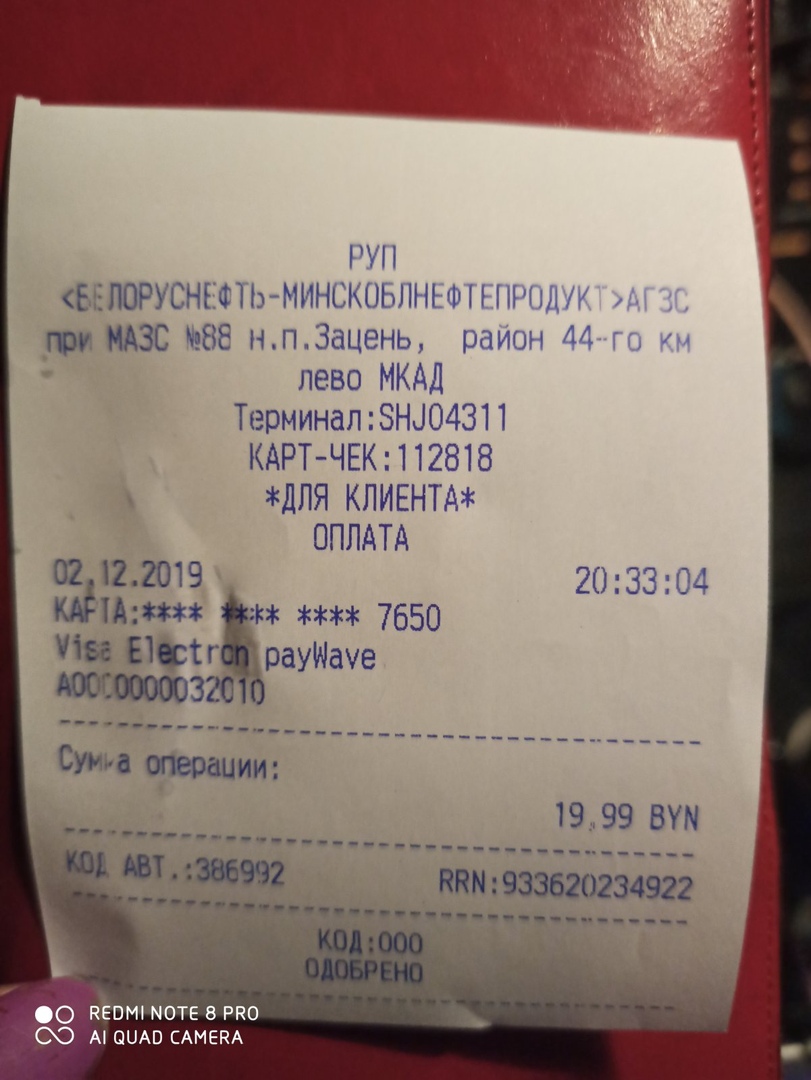 РУП
<БЕЛОРУСНЕФТЬ-МИНСКОБЛНЕФТЕПРОДУКТ>АГЗС
при МАЗС №88 н.п.Зацень, район 44-го км
лево МКАД
Терминал:SHJ04311
КАРТ-ЧЕК:112818
*ДЛЯ КЛИЕНТА*
ОПЛАТА
02.12.2019 20:33:04
КАРТА:**** **** **** 7650
Visa Electron payWave
A0000000032010
Сумма операции:
19.99 BYN
КОД АВТ.:386992 RRN:933620234922
КОД:000
ОДОБРЕНО
REDMI NOTE 8 PRO
AI QUAD CAMERA